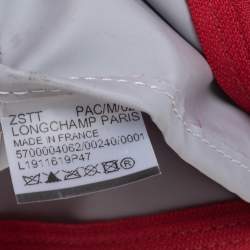 ZSTT PAC/M/02
LONGCHAMP PARIS
MADE IN FRANCE
5700004062/00240/0001
L1911619P47